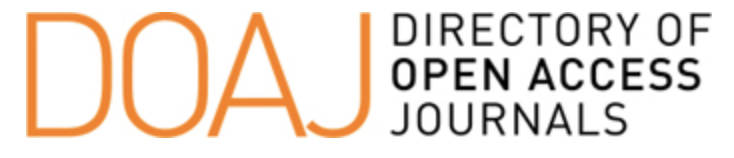 DOAJ
DIRECTORY OF
OPEN ACCESS
JOURNALS